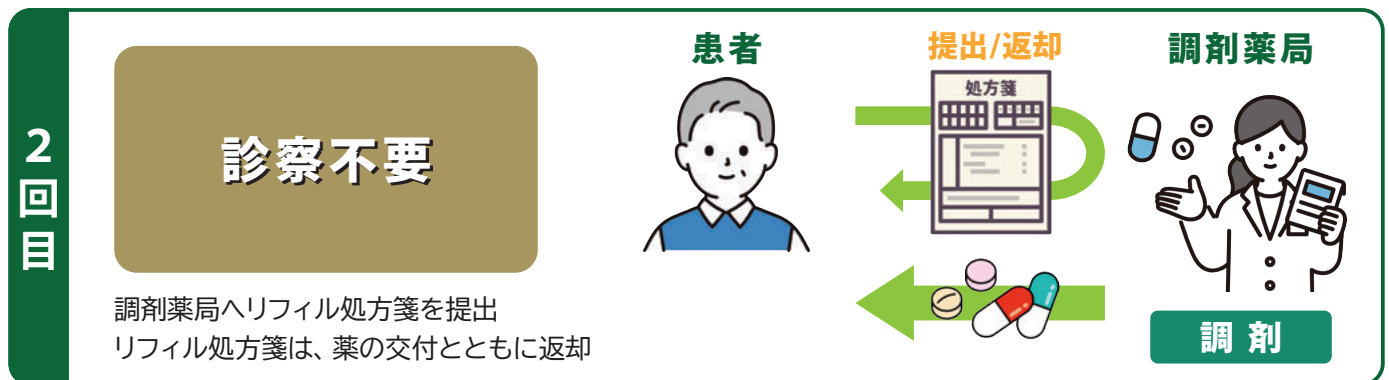 2回目
診察不要
調剤薬局へリフィル処方箋を提出
リフィル処方箋は、薬の交付とともに返却
患者
提出/返却
処方箋
調剤薬局
調剤